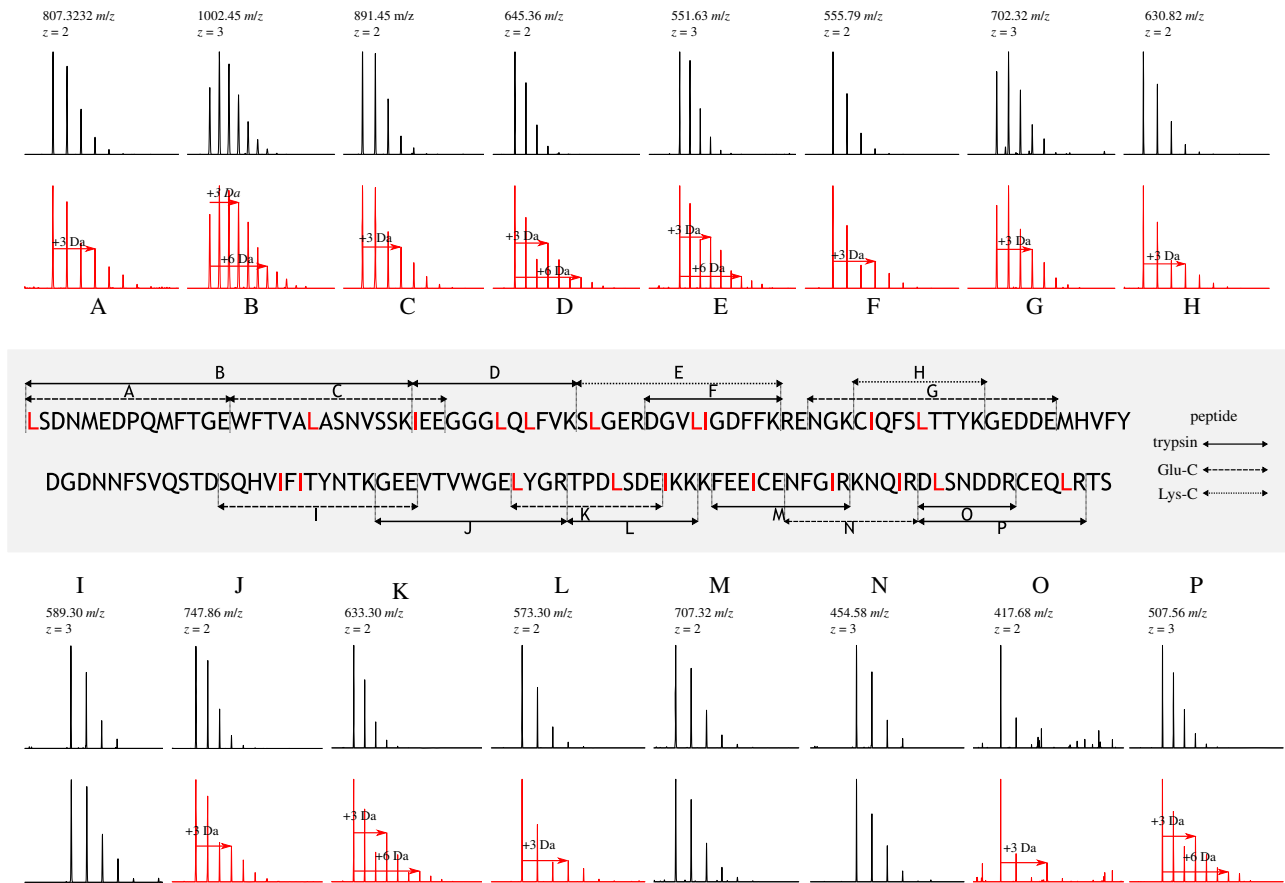 807.3232 m/z 1002.45 m/z 891.45 m/z 645.36 m/z 551.63 m/z 555.79 m/z 702.32 m/z 630.82 m/z
z = 2 z = 3 z = 2 z = 2 z = 3 z = 2 z = 3 z = 2
+3 Da
+3 Da +3 Da +3 Da +3 Da +3 Da +3 Da +3 Da
+6 Da +6 Da +6 Da
A B C D E F G H
B D E H
A C F G
LSDNMEDPQMFTGEWFTVALASNVSSKIEEGGGLQLFVKSLGERDGVLIGDFFKRENGKCIQFSLTTYKGEDDEMHVFY
peptide
trypsin
Glu-C
Lys-C
DGDNNFSVQSTDSQHVIFITYNTKGEEVTVWGELYGRTPDLSDEIKKKFEECENFGIRKNQIRDLSNDDRCEQLRTS
I K M O
J L N P
I J K L M N O P
589.30 m/z 747.86 m/z 633.30 m/z 573.30 m/z 707.32 m/z 454.58 m/z 417.68 m/z 507.56 m/z
z = 3 z = 2 z = 2 z = 2 z = 2 z = 3 z = 2 z = 3
+3 Da +3 Da +3 Da +3 Da +3 Da
+6 Da +6 Da